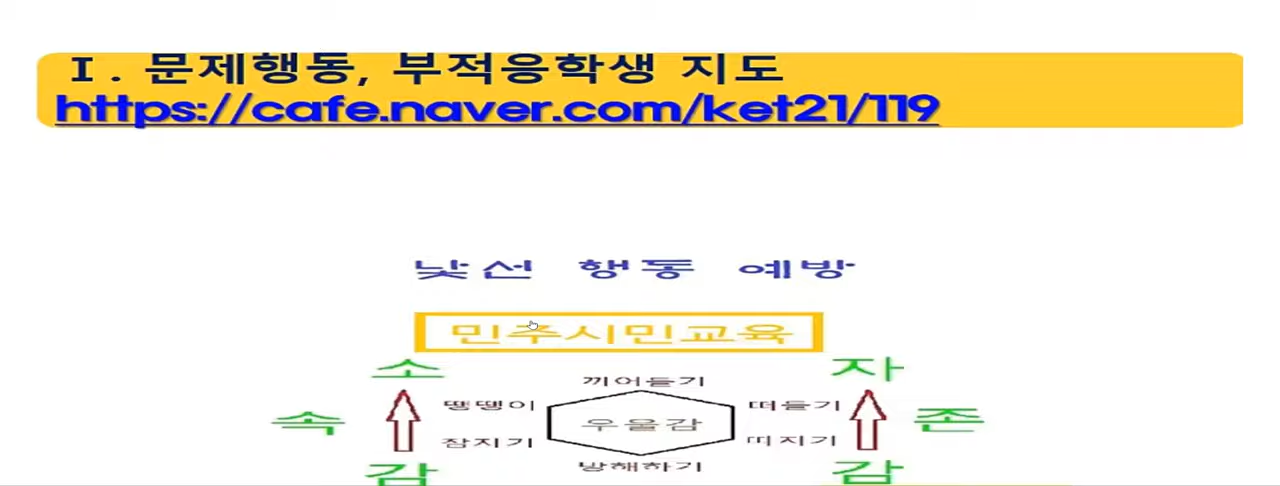 Ⅰ. 문제행동, 부적응학생 지도
https://cafe.naver.com/ket21/119
낯선 행동 예방
민주시민교육
소속감
자존감
끼어들기
땡땡이
떠들기
우울감
잠자기
따지기
방해하기